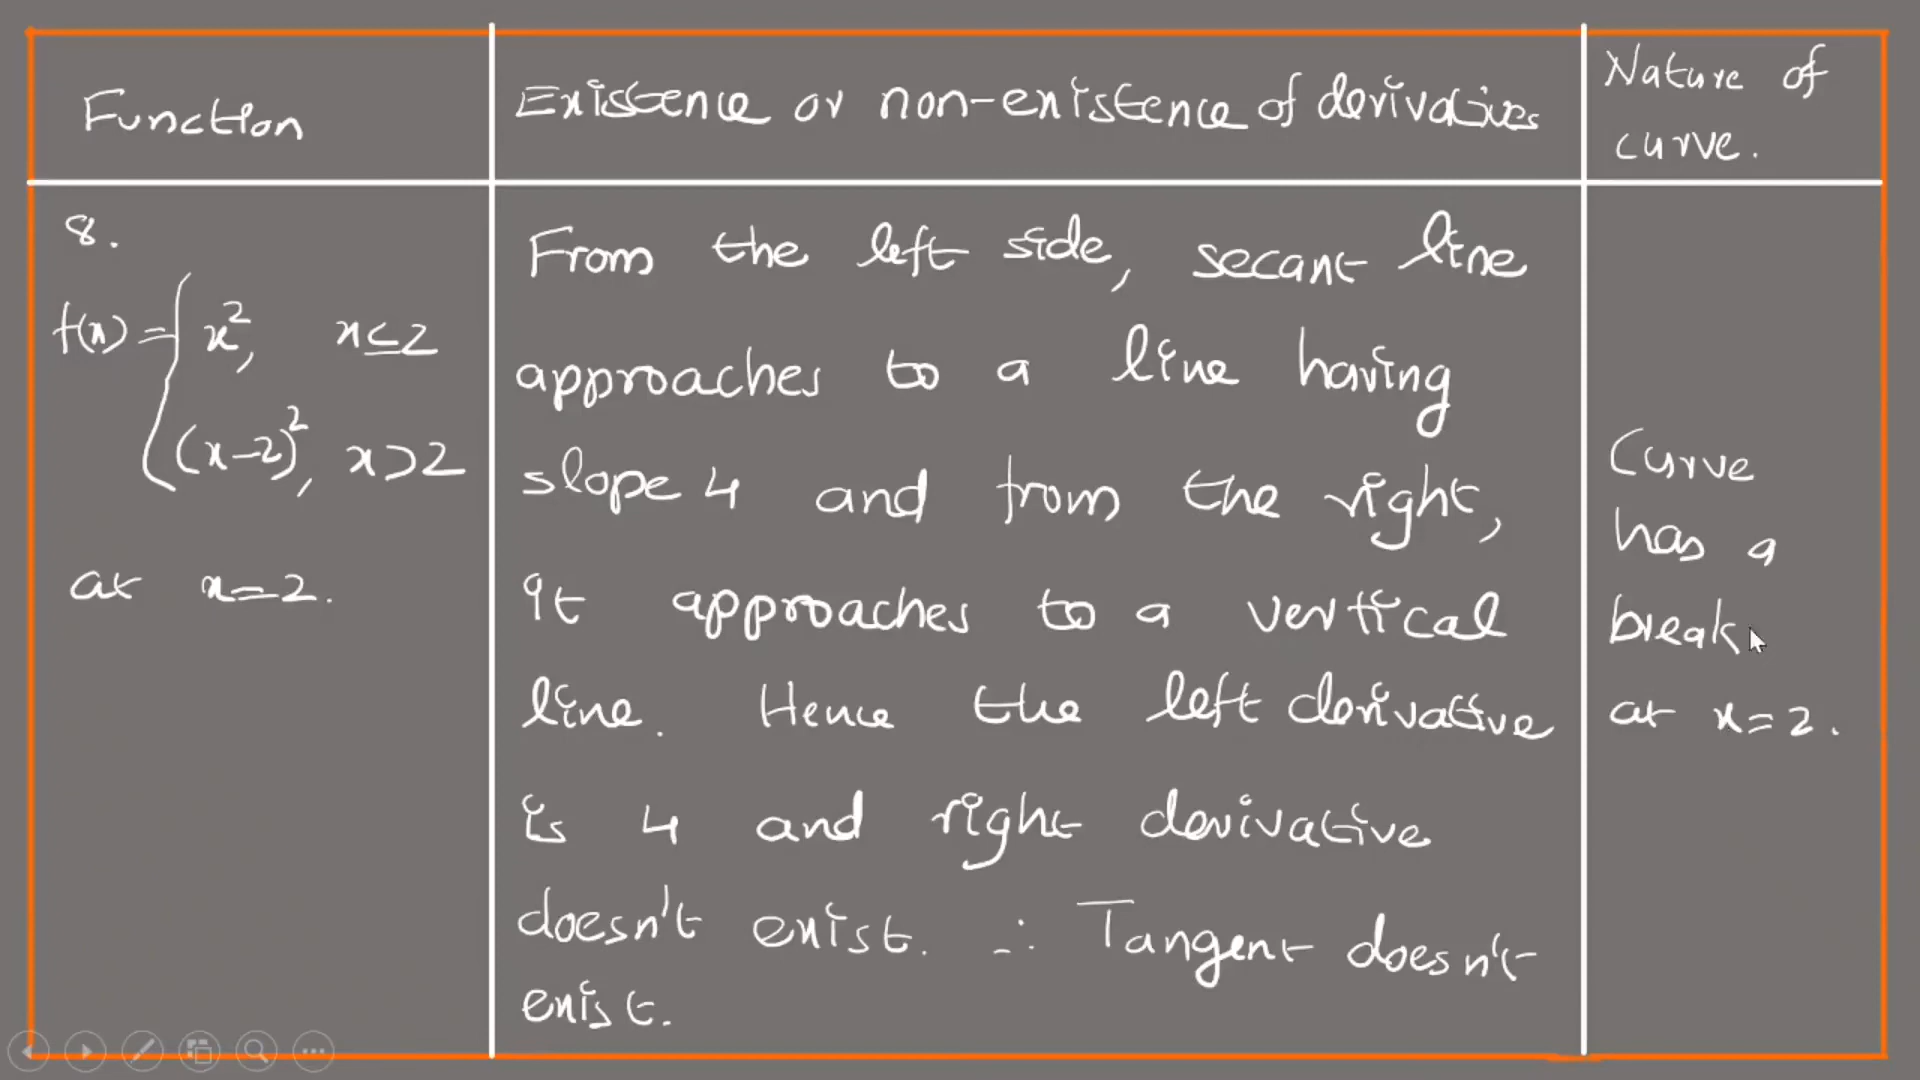 Function
Existence or non-existence of derivatives
Nature of
curve.
8.
f(x) = { x², x ≤ 2
(x-2)², x > 2
at x = 2.
From the left side, secant line
approaches to a line having
slope 4 and from the right,
it approaches to a vertical
line. Hence the left derivative
is 4 and right derivative
doesn't exist. ∴ Tangent doesn't
exist.
Curve
has a
break
at x = 2.